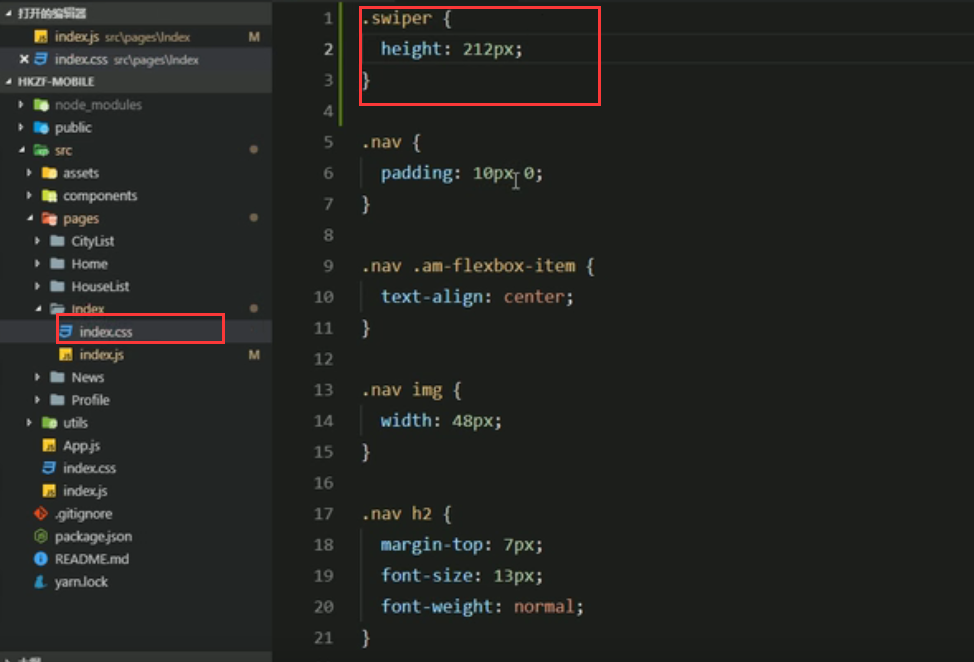 打开的编辑器
index.js src\pages\Index M
index.css src\pages\Index
HKZF-MOBILE
node_modules
public
src
assets
components
pages
CityList
Home
HouseList
Index
index.css
index.js M
News
Profile
utils
App.js
index.css
index.js
.gitignore
package.json
README.md
yarn.lock
1 .swiper {
2 height: 212px;
3 }
4
5 .nav {
6 padding: 10px 0;
7 }
8
9 .nav .am-flexbox-item {
10 text-align: center;
11 }
12
13 .nav img {
14 width: 48px;
15 }
16
17 .nav h2 {
18 margin-top: 7px;
19 font-size: 13px;
20 font-weight: normal;
21 }